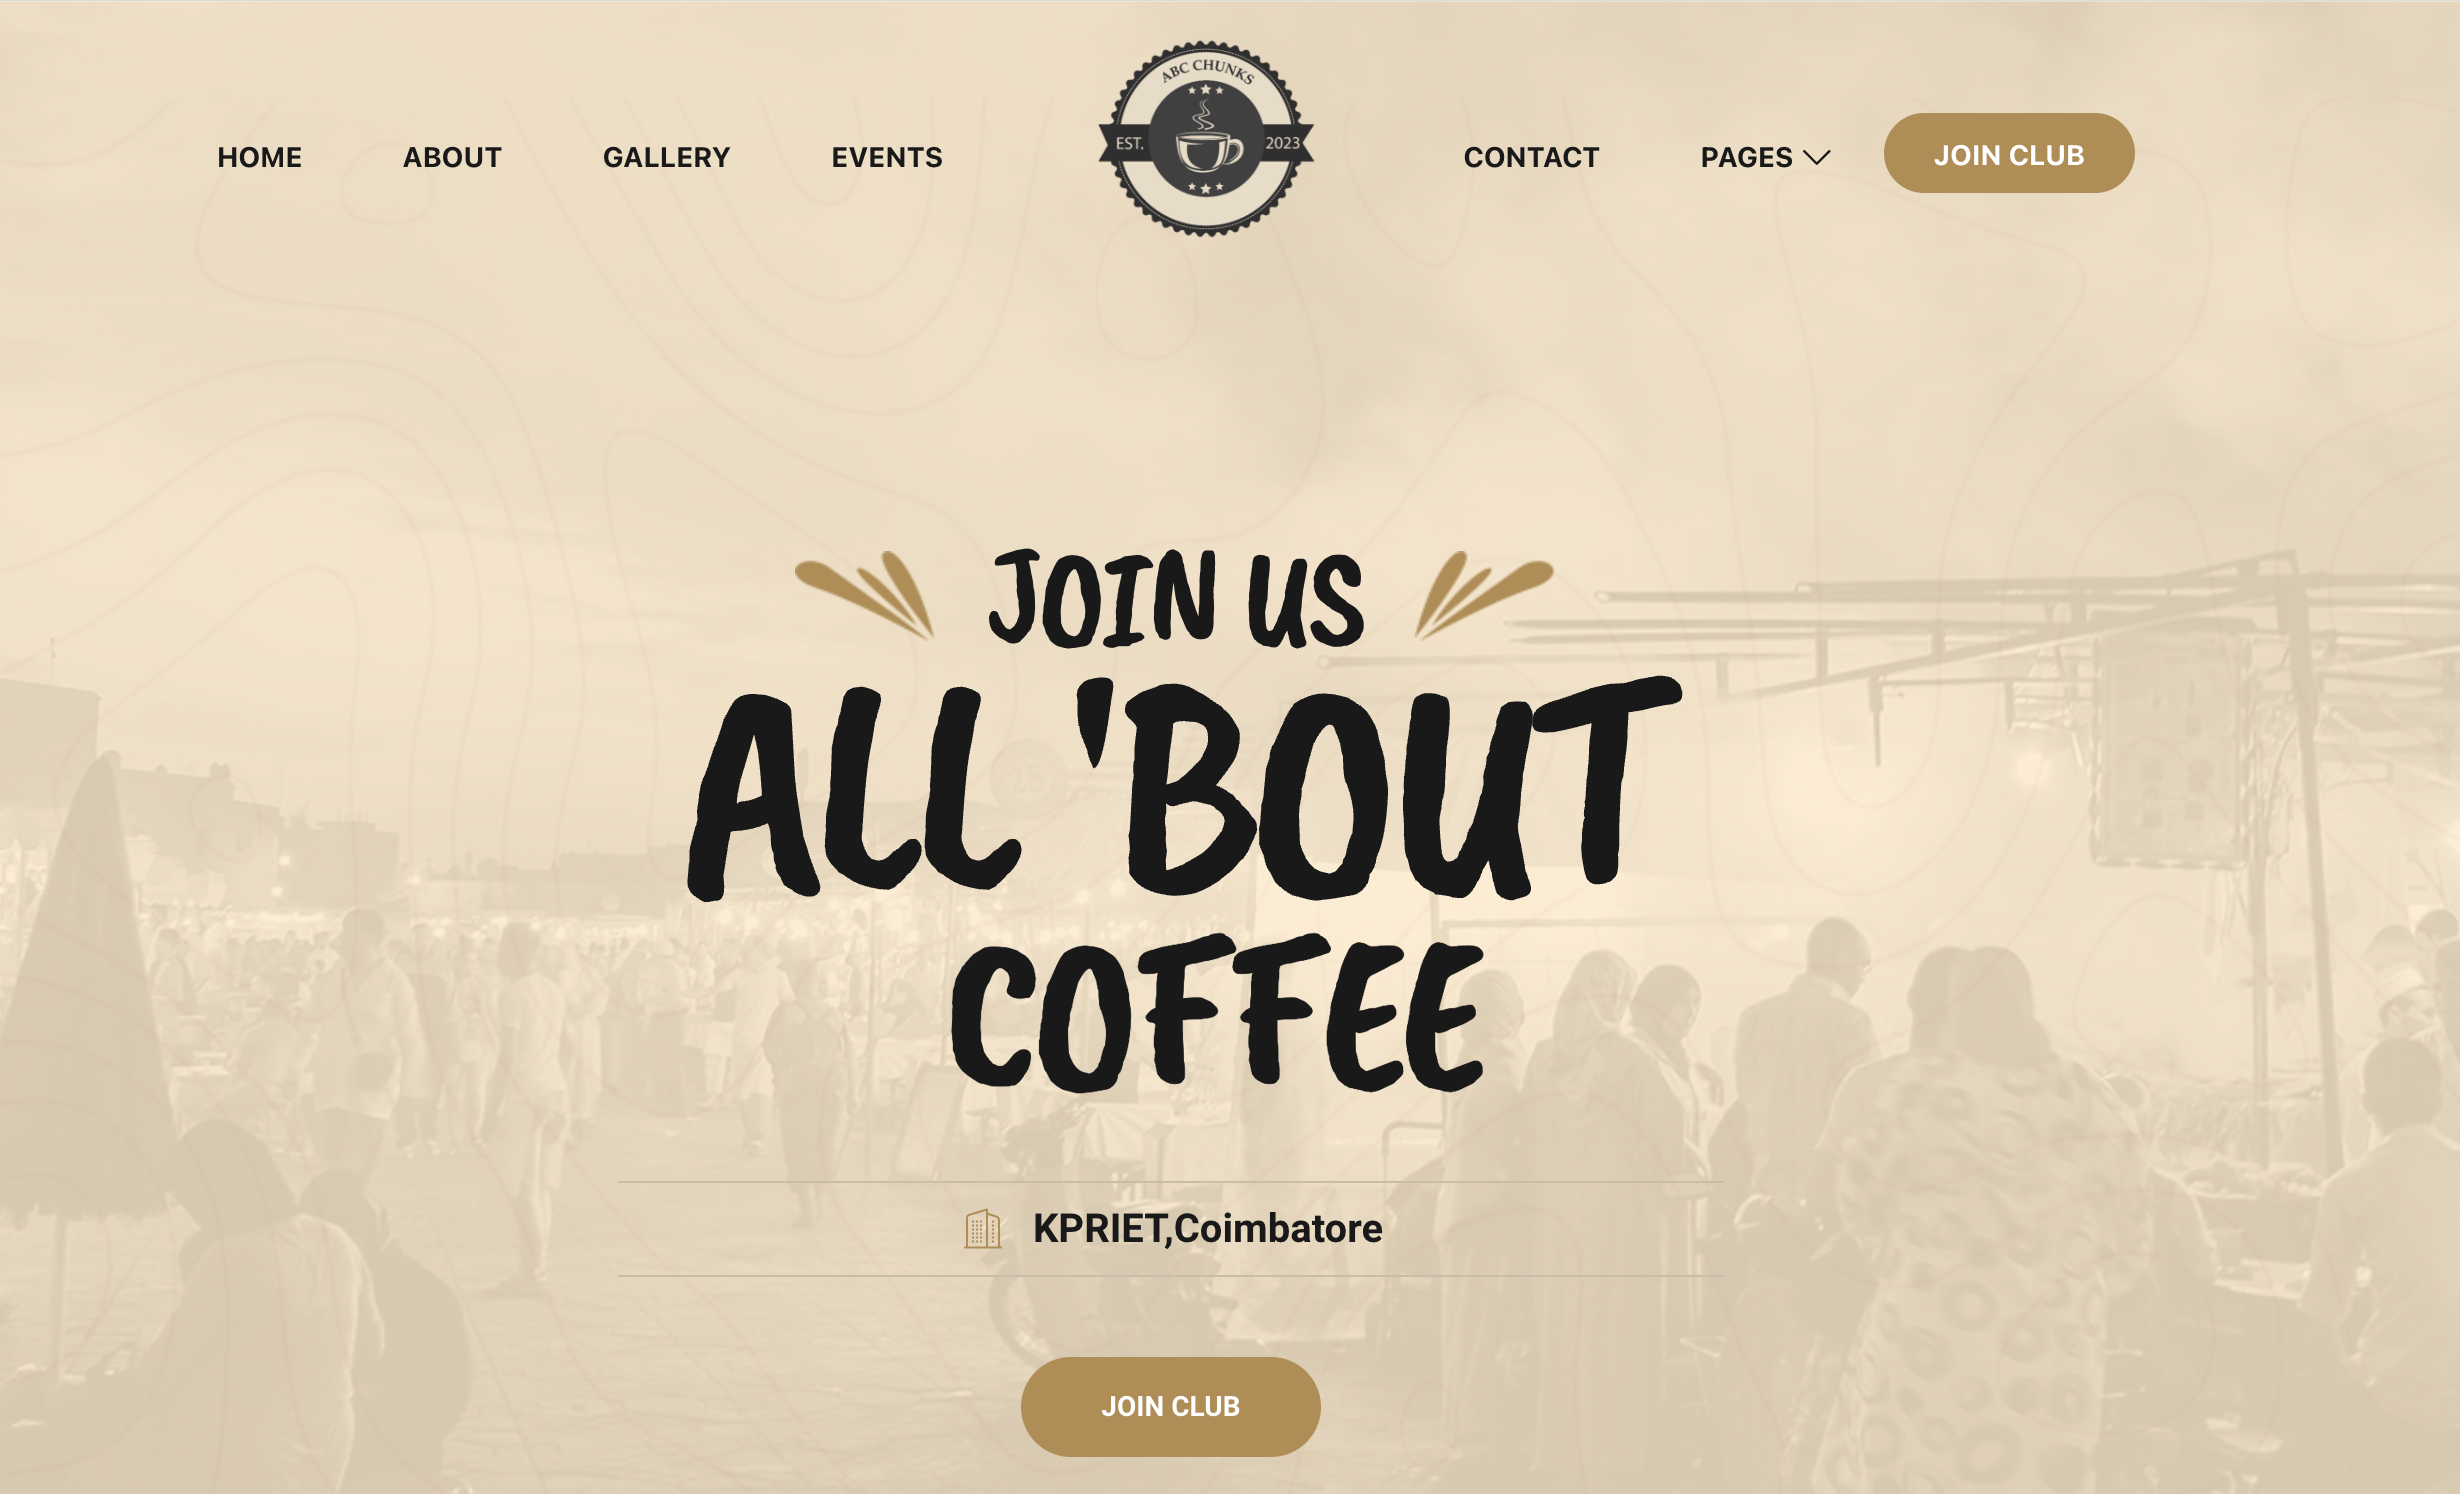 HOME
ABOUT
GALLERY
EVENTS
ABC CHUNKS
EST.
2023
CONTACT
PAGES
JOIN CLUB
JOIN US
ALL 'BOUT
COFFEE
KPRIET,Coimbatore
JOIN CLUB
25